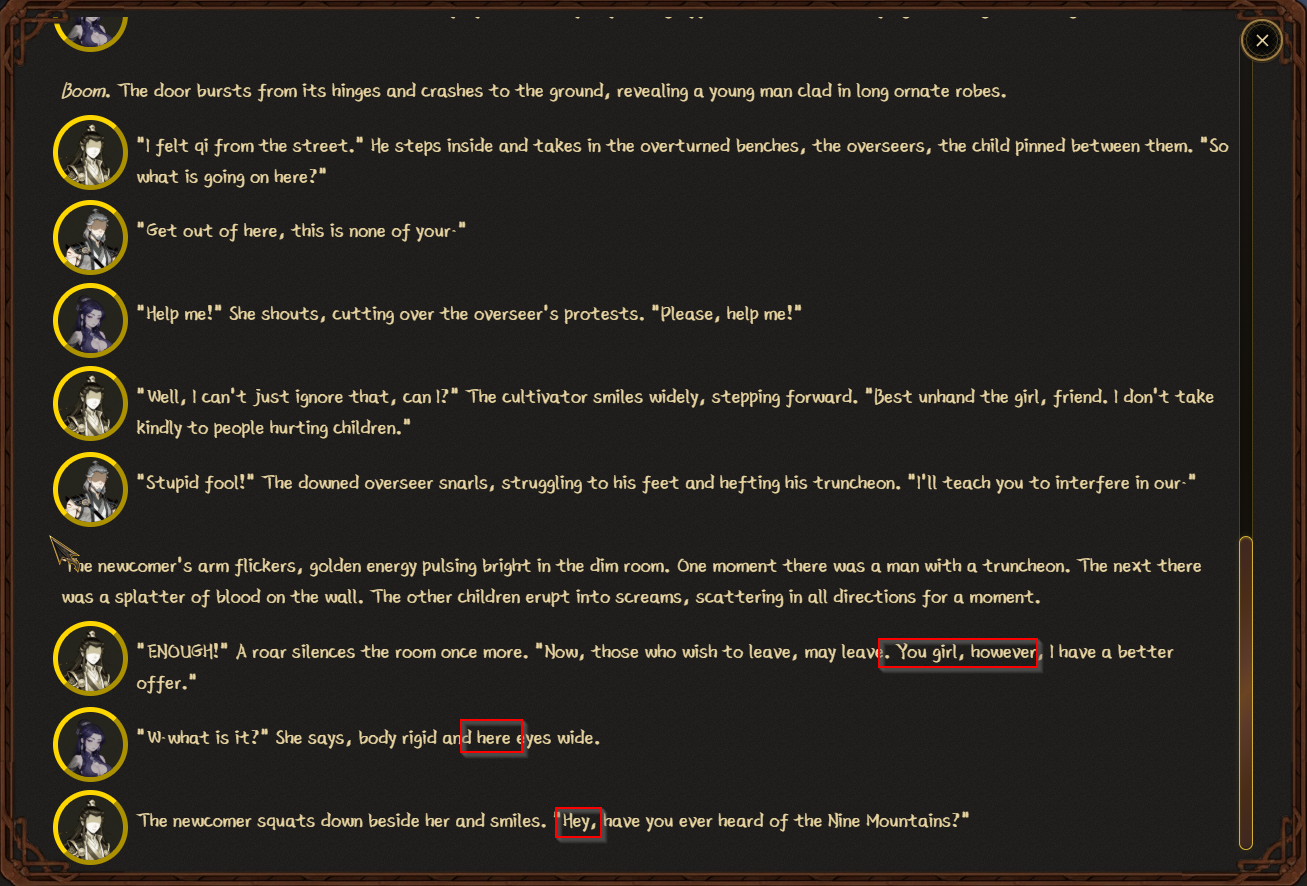 Boom. The door bursts from its hinges and crashes to the ground, revealing a young man clad in long ornate robes.
"I felt qi from the street." He steps inside and takes in the overturned benches, the overseers, the child pinned between them. "So
what is going on here?"
"Get out of here, this is none of your-"
"Help me!" She shouts, cutting over the overseer's protests. "Please, help me!"
"Well, I can't just ignore that, can I?" The cultivator smiles widely, stepping forward. "Best unhand the girl, friend. I don't take
kindly to people hurting children."
"Stupid fool!" The downed overseer snarls, struggling to his feet and hefting his truncheon. "I'll teach you to interfere in our-"
The newcomer's arm flickers, golden energy pulsing bright in the dim room. One moment there was a man with a truncheon. The next there
was a splatter of blood on the wall. The other children erupt into screams, scattering in all directions for a moment.
"ENOUGH!" A roar silences the room once more. "Now, those who wish to leave, may leave. You girl, however, I have a better
offer."
"W-what is it?" She says, body rigid and here eyes wide.
The newcomer squats down beside her and smiles. "Hey, have you ever heard of the Nine Mountains?"